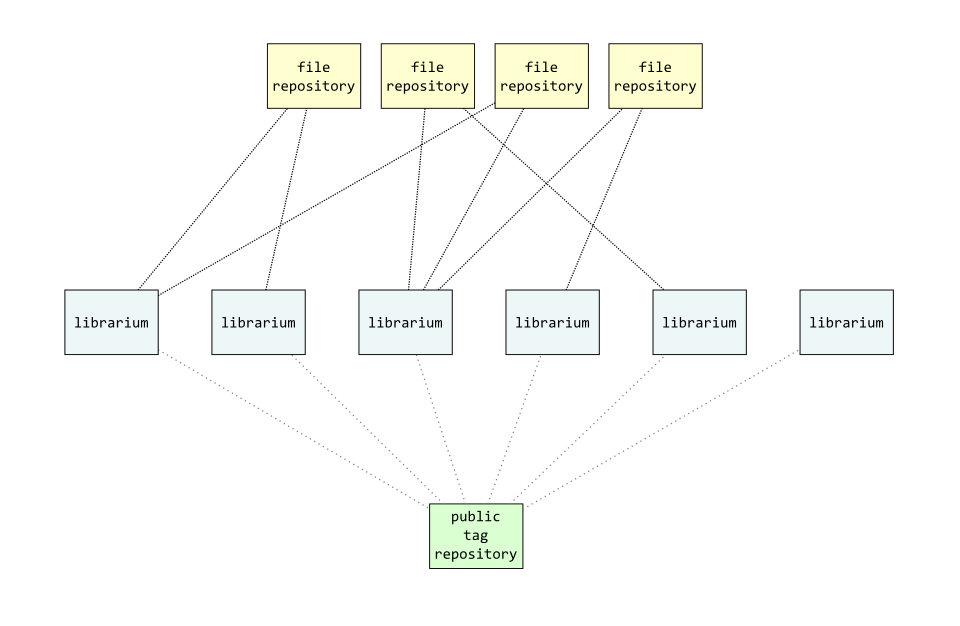 file
repository
file
repository
file
repository
file
repository
librarium
librarium
librarium
librarium
librarium
librarium
public
tag
repository